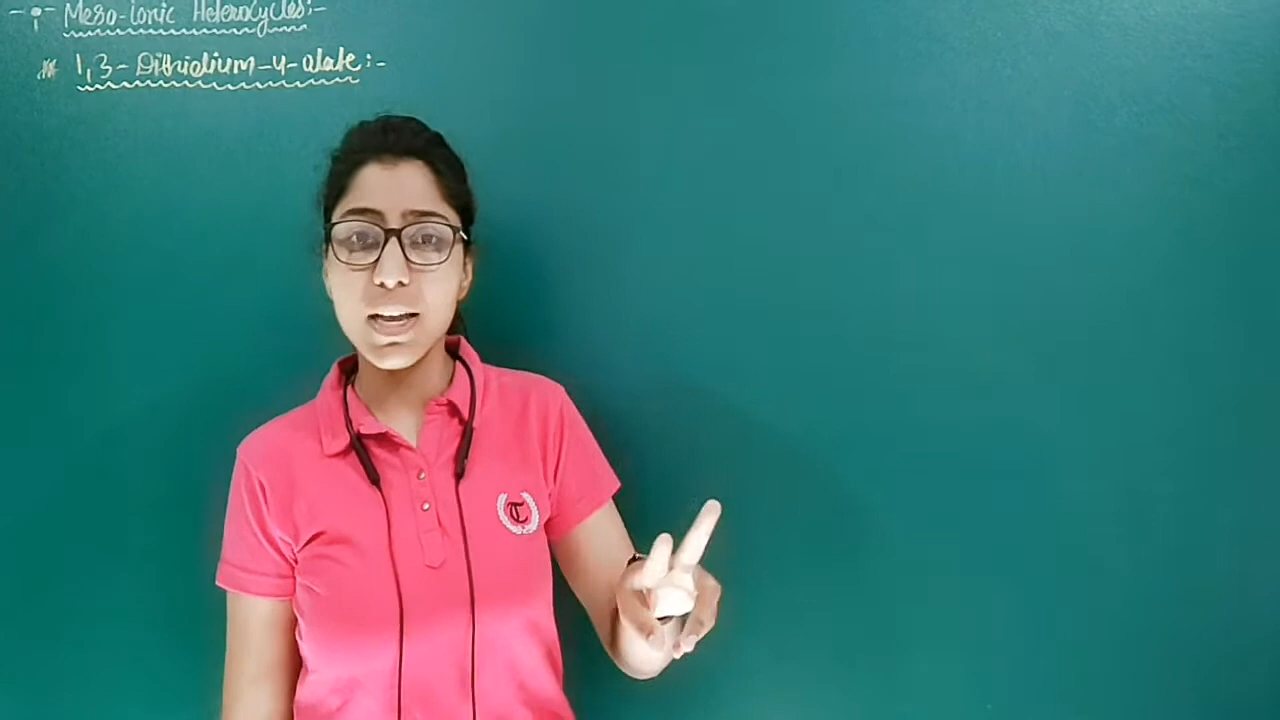 Meso-ionic Heterocycles:-
* 1,3-Dithiolium-4-olate:-
T